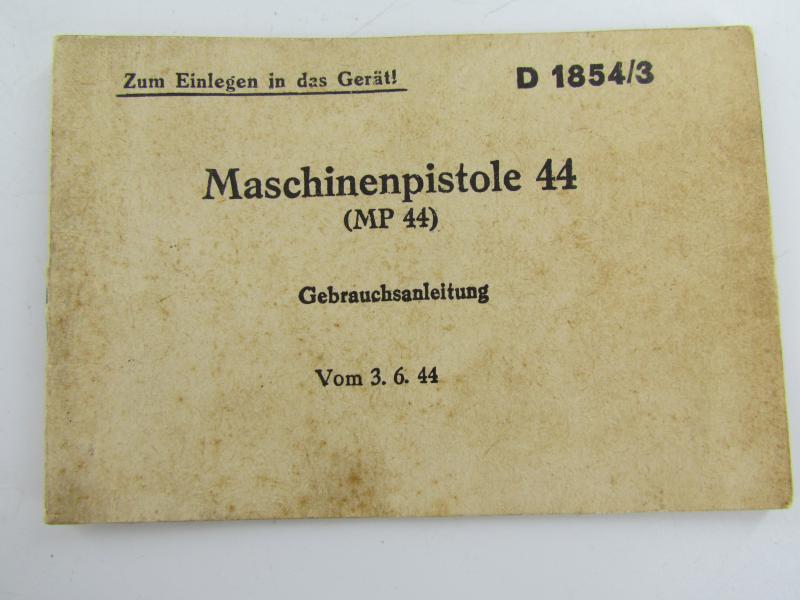 Zum Einlegen in das Gerät!
D 1854/3
Maschinenpistole 44
(MP 44)
Gebrauchsanleitung
Vom 3. 6. 44